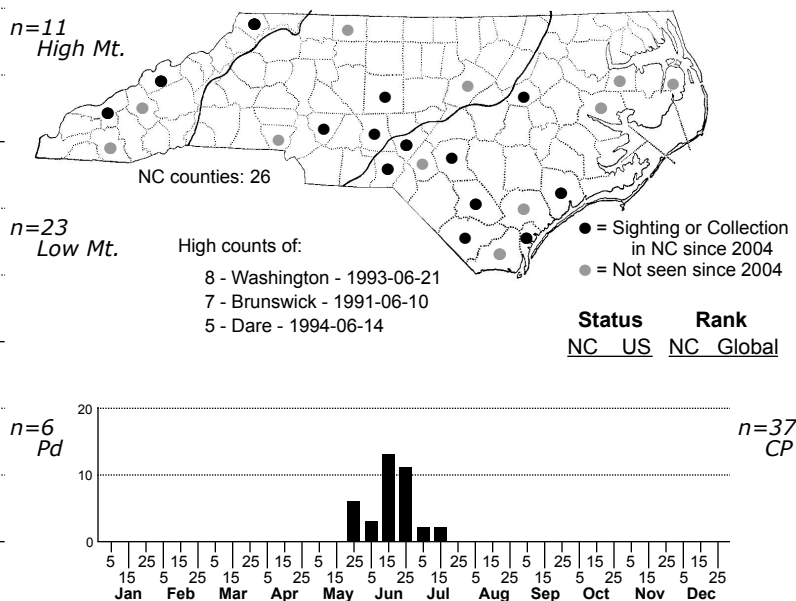 n=11
High Mt.
NC counties: 26
n=23
Low Mt.
High counts of:
8 - Washington - 1993-06-21
7 - Brunswick - 1991-06-10
5 - Dare - 1994-06-14
= Sighting or Collection
in NC since 2004
= Not seen since 2004
Status Rank
NC US NC Global
n=6
Pd
n=37
CP
20
10
0
5 25 15 5 25 15 5 25 15 5 25 15 5 25 15 5 25 15
15 5 25 15 5 25 15 5 25 15 5 25 15 5 25 15 5 25
Jan Feb Mar Apr May Jun Jul Aug Sep Oct Nov Dec